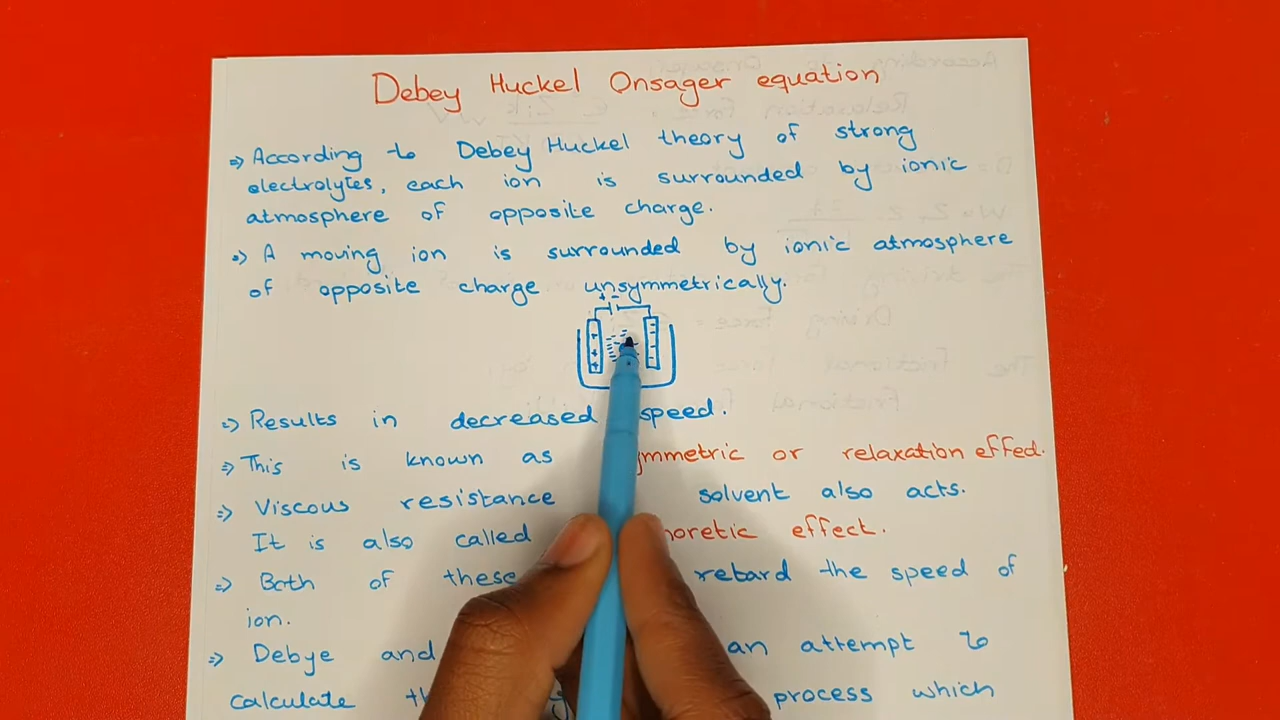 Debey Huckel Onsager equation
=> According to Debey Huckel theory of strong
electrolytes, each ion is surrounded by ionic
atmosphere of opposite charge.
=> A moving ion is surrounded by ionic atmosphere
of opposite charge unsymmetrically.
=> Results in decreased speed.
=> This is known as ymmetric or relaxation effect.
=> Viscous resistance solvent also acts.
It is also called horetic effect.
=> Both of these retard the speed of
ion.
=> Debye and an attempt to
calculate process which